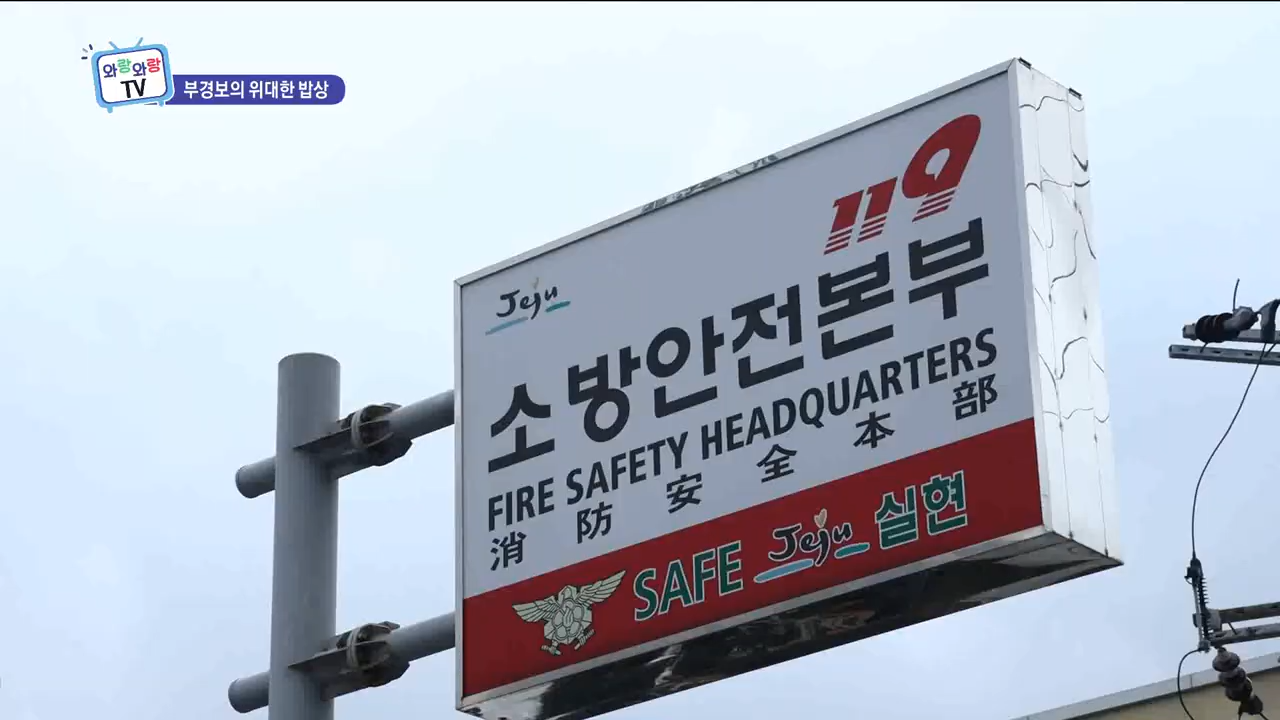 와랑와랑
TV
부경보의 위대한 밥상
119
Jeju
소방안전본부
FIRE SAFETY HEADQUARTERS
消防安全本部
SAFE Jeju 실현